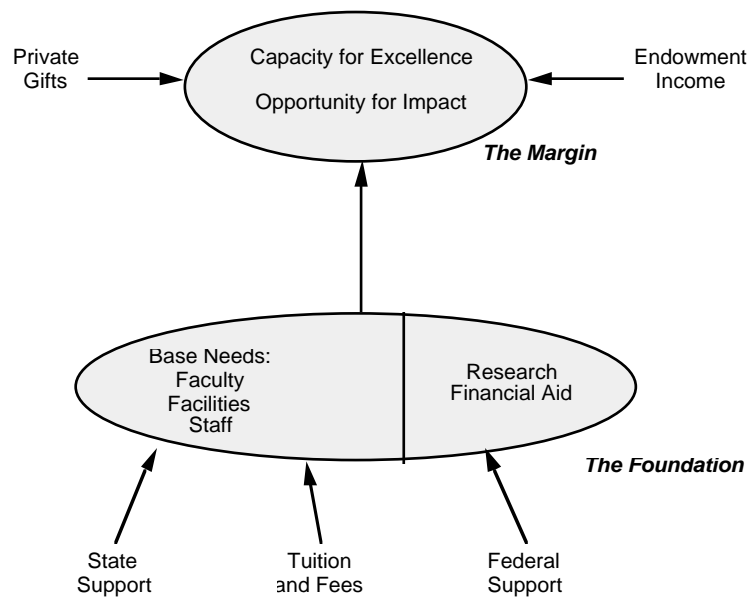 Private
Gifts
Capacity for Excellence
Opportunity for Impact
Endowment
Income
The Margin
Base Needs:
Faculty
Facilities
Staff
Research
Financial Aid
The Foundation
State
Support
Tuition
and Fees
Federal
Support